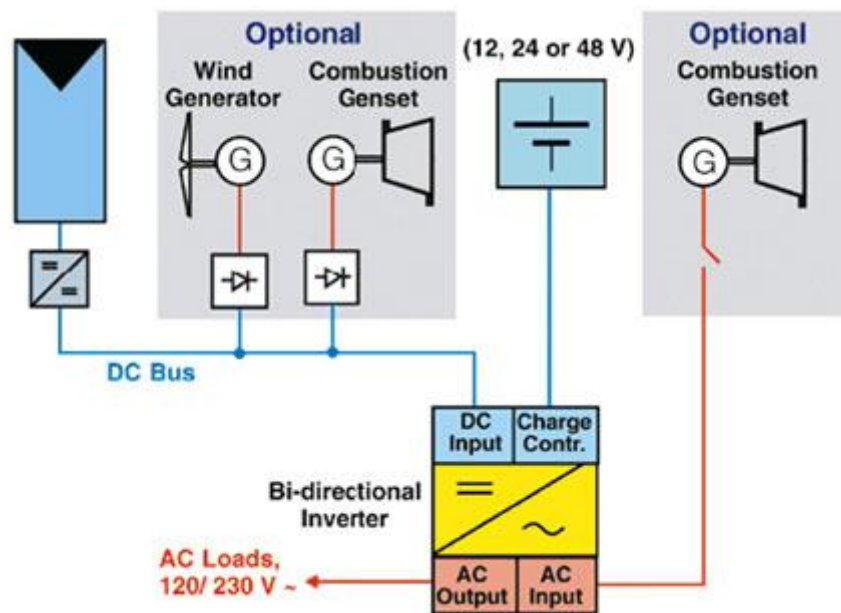 Optional
Wind
Generator
Combustion
Genset
G
G
(12, 24 or 48 V)
Optional
Combustion
Genset
G
DC Bus
DC
Input
Charge
Contr.
Bi-directional
Inverter
AC Loads,
120/ 230 V ~
AC
Output
AC
Input